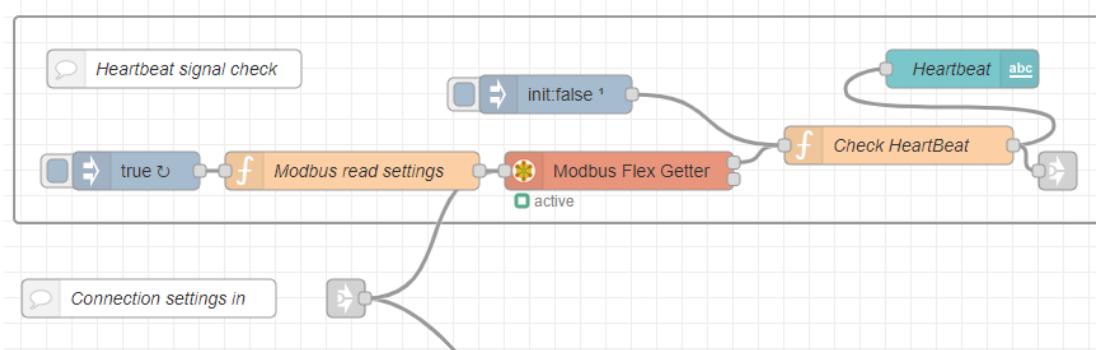 Heartbeat signal check
init:false ¹
Heartbeat abc
Check HeartBeat
true ↻
f Modbus read settings
Modbus Flex Getter
active
Connection settings in